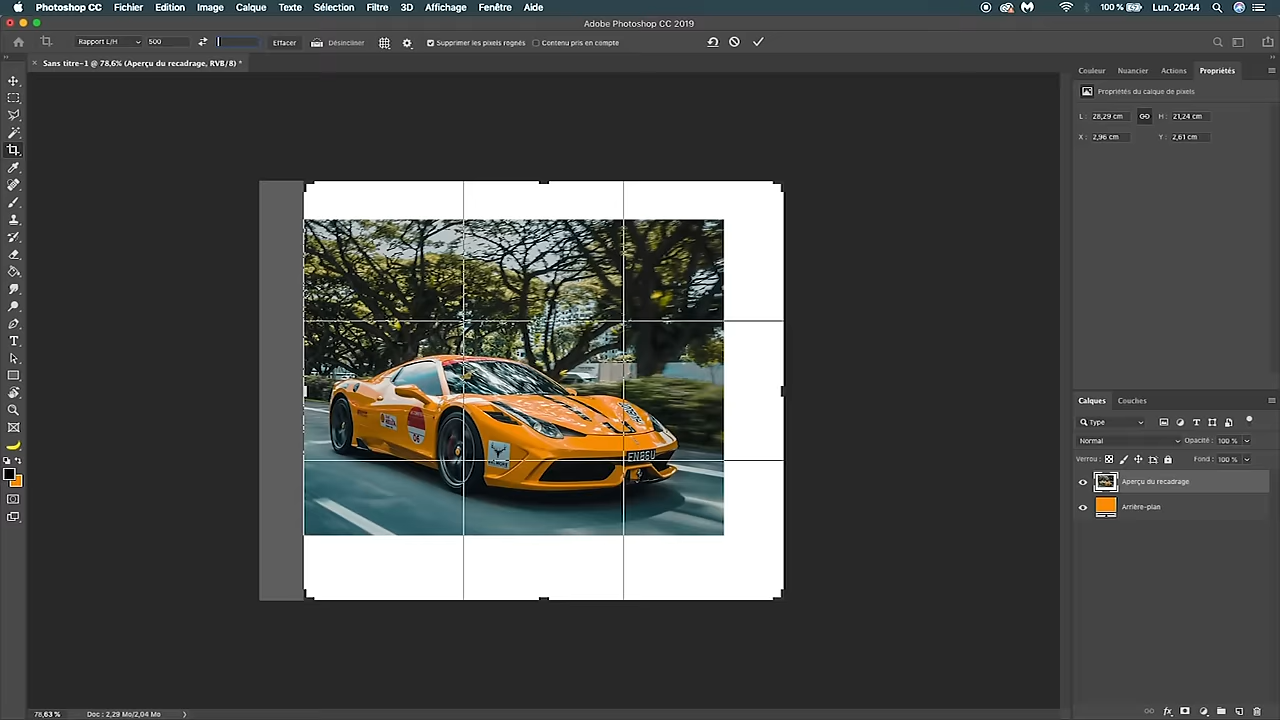 Photoshop CC Fichier Edition Image Calque Texte Sélection Filtre 3D Affichage Fenêtre Aide 100 % Lun. 20:44
Adobe Photoshop CC 2019
Rapport L/H 500 Effacer Désincliner Supprimer les pixels rognés Contenu pris en compte
Sans titre-1 @ 78,6% (Aperçu du recadrage, RVB/8) *
Couleur Nuancier Actions Propriétés
Propriétés du calque de pixels
L : 28,29 cm H : 21,24 cm
X : 2,96 cm Y : 2,61 cm
Calques Couches
Type
Normal Opacité : 100 %
Verrou : Fond : 100 %
Aperçu du recadrage
Arrière-plan
78,63 % Doc : 2,29 Mo/2,04 Mo